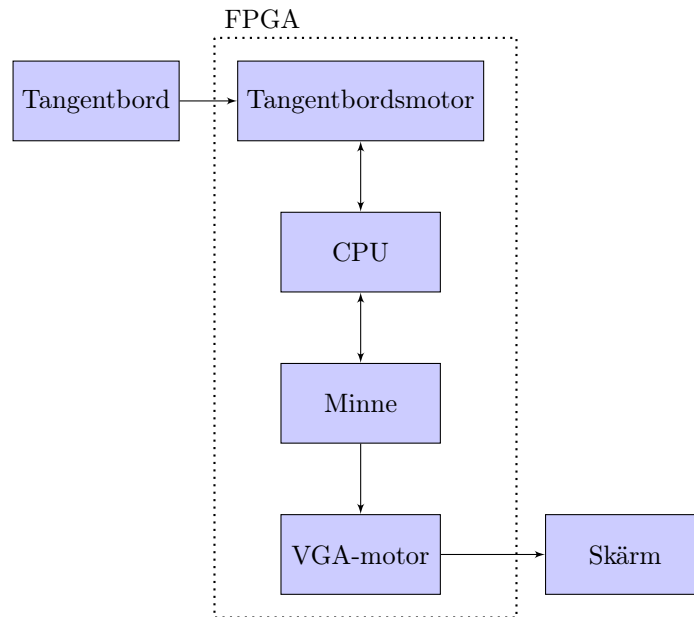 FPGA
Tangentbord
Tangentbordsmotor
CPU
Minne
VGA-motor
Skärm